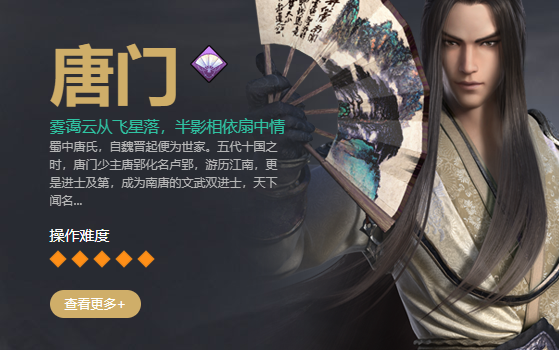 唐门
雾霭云从飞星落，半影相依扇中情
蜀中唐氏，自魏晋起便为世家。五代十国之
时，唐门少主唐郢化名卢郢，游历江南，更
是进士及第，成为南唐的文武双进士，天下
闻名...
操作难度
查看更多+